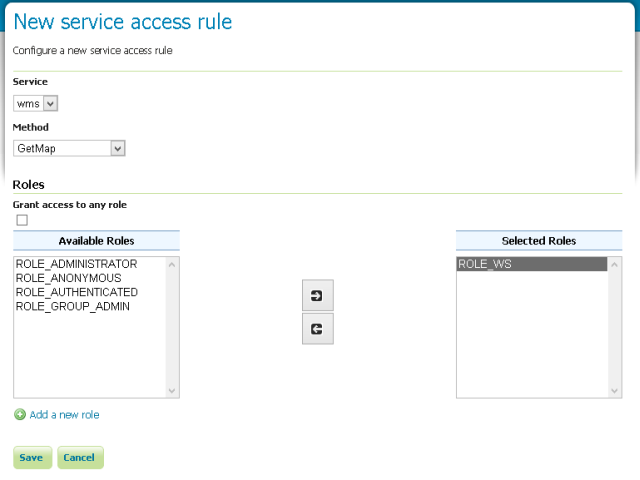 New service access rule
Configure a new service access rule
Service
wms
Method
GetMap
Roles
Grant access to any role
Available Roles
Selected Roles
ROLE_ADMINISTRATOR
ROLE_WS
ROLE_ANONYMOUS
ROLE_AUTHENTICATED
ROLE_GROUP_ADMIN
Add a new role
Save
Cancel